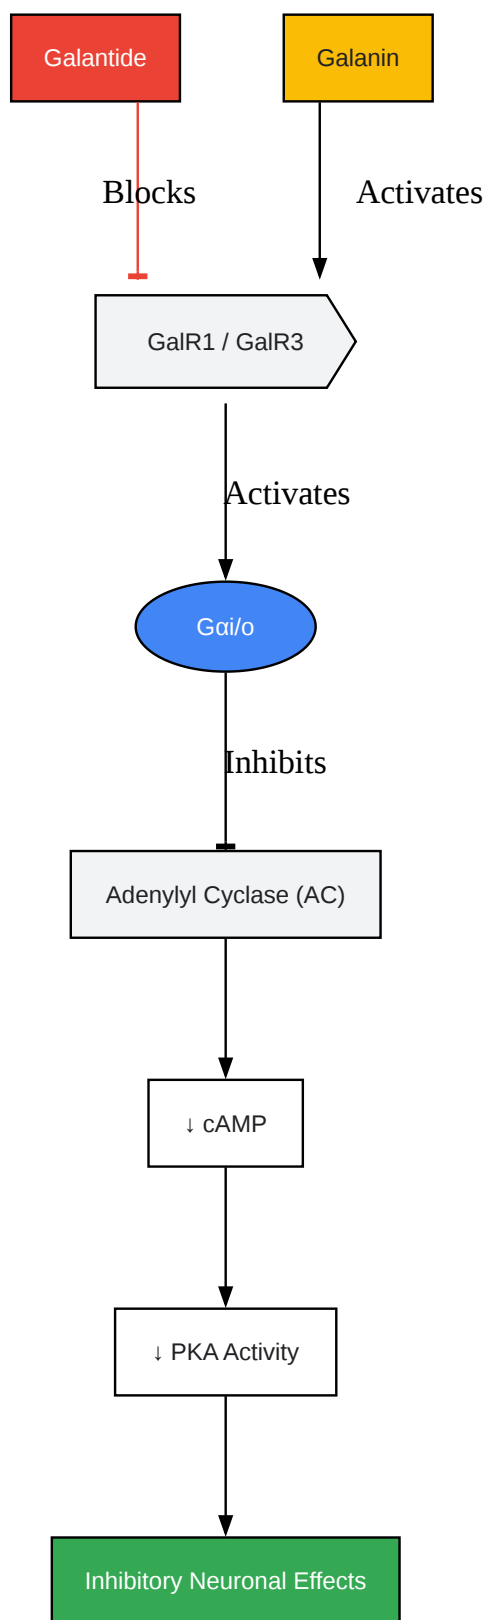 Galantide
Galanin
Blocks
Activates
GalR1 / GalR3
Activates
Gαi/o
Inhibits
Adenylyl Cyclase (AC)
↓ cAMP
↓ PKA Activity
Inhibitory Neuronal Effects